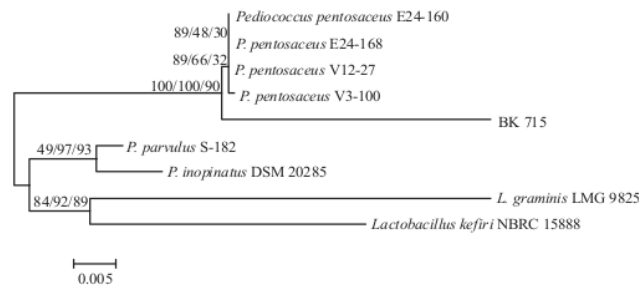 Pediococcus pentosaceus E24-160
89/48/30
P. pentosaceus E24-168
89/66/32
P. pentosaceus V12-27
100/100/90
P. pentosaceus V3-100
BK 715
P. parvulus S-182
49/97/93
P. inopinatus DSM 20285
84/92/89
L. graminis LMG 9825
Lactobacillus kefiri NBRC 15888
0.005